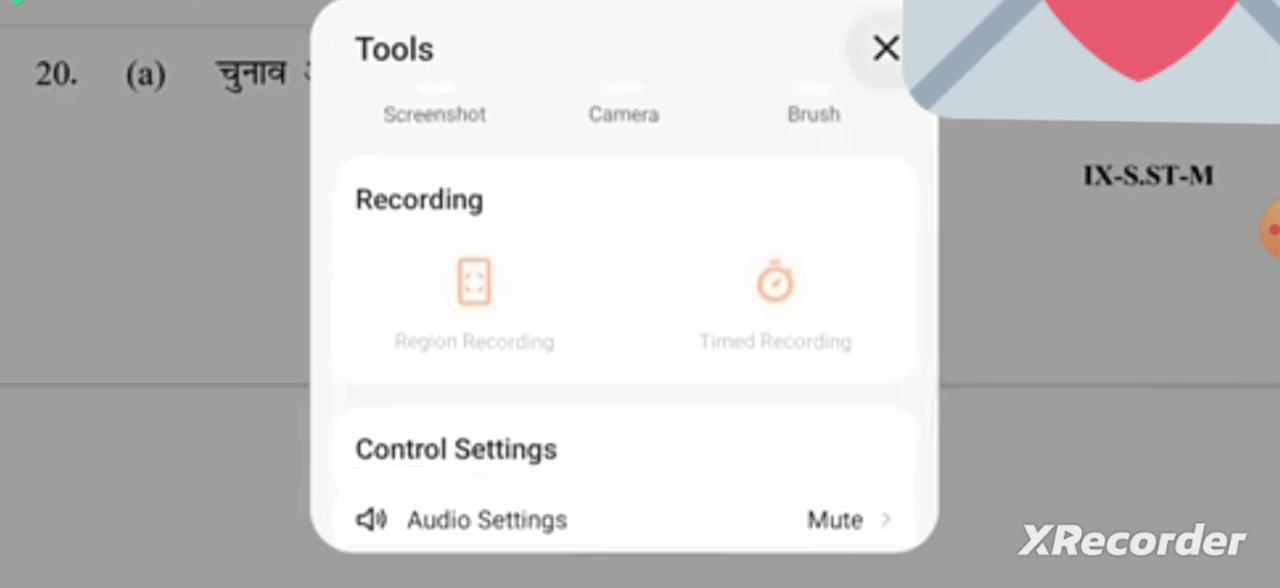 Tools
20. (a) चुनाव
Screenshot Camera Brush
IX-S.ST-M
Recording
Region Recording Timed Recording
Control Settings
Audio Settings Mute
XRecorder